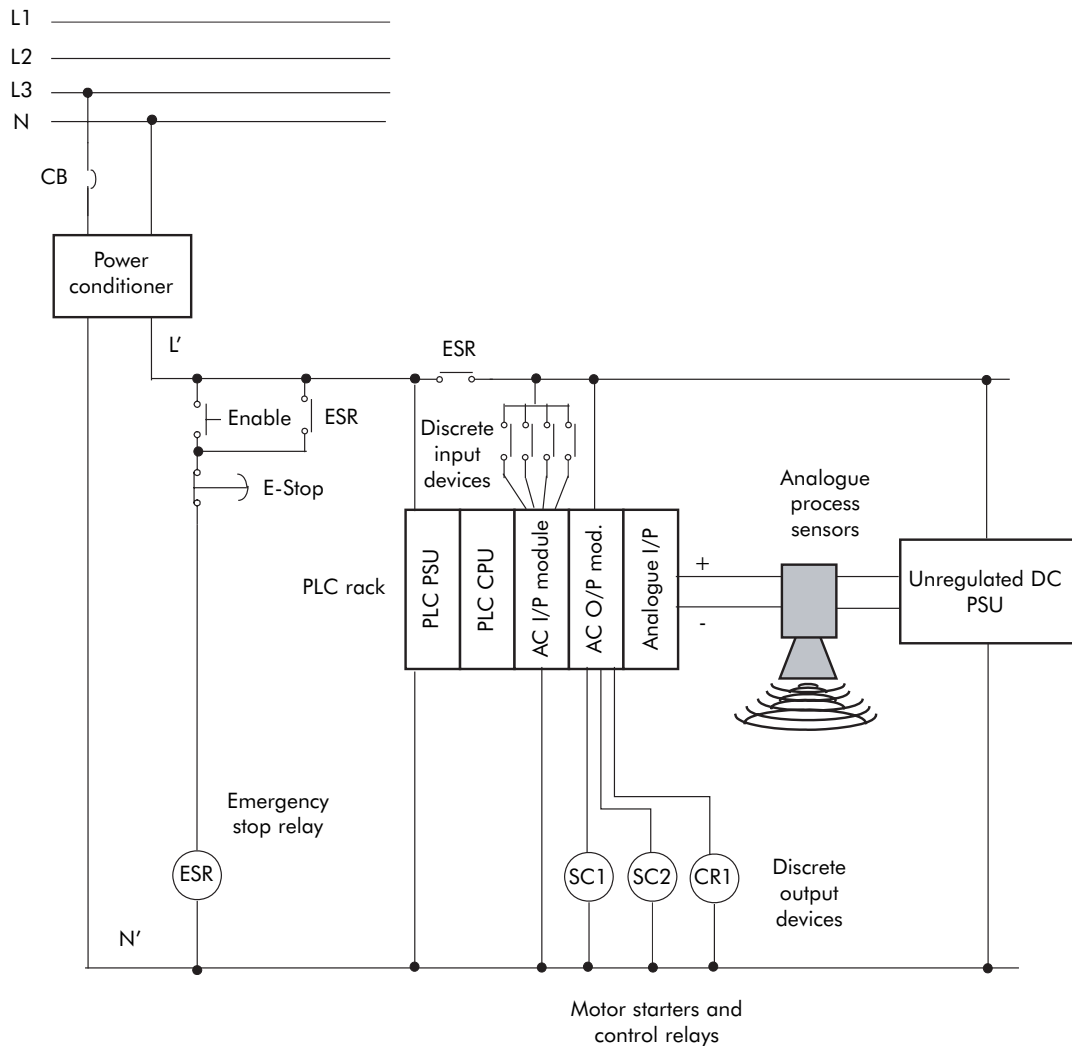 L1
L2
L3
N
CB
Power
conditioner
L'
ESR
Enable
ESR
E-Stop
Discrete
input
devices
Analogue
process
sensors
PLC rack
PLC PSU
PLC CPU
AC I/P module
AC O/P mod.
Analogue I/P
+
-
Unregulated DC
PSU
Emergency
stop relay
ESR
SC1
SC2
CR1
Discrete
output
devices
N'
Motor starters and
control relays